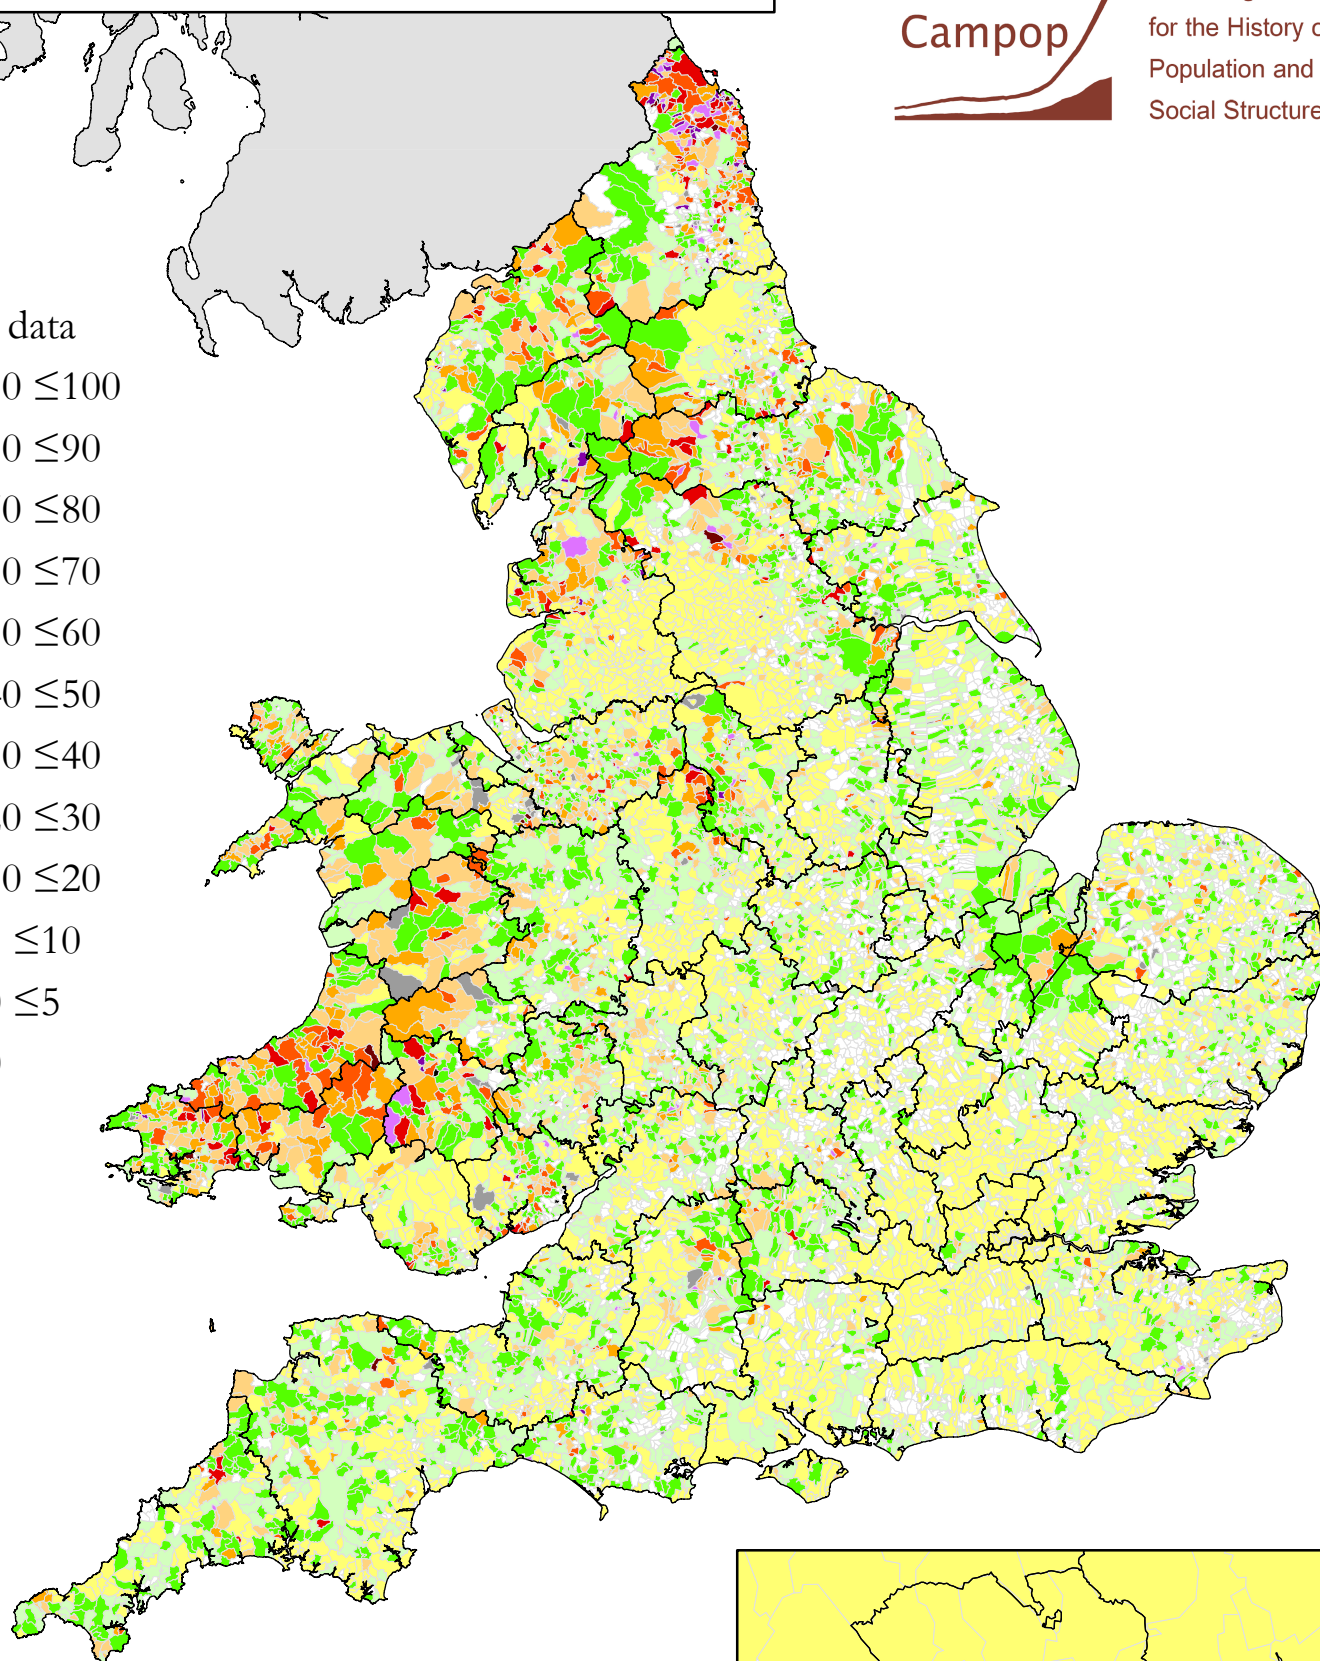 Campop
for the History
Population and
Social Structure
data
0 ≤100
0 ≤90
0 ≤80
0 ≤70
0 ≤60
0 ≤50
0 ≤40
0 ≤30
0 ≤20
≤10
≤5